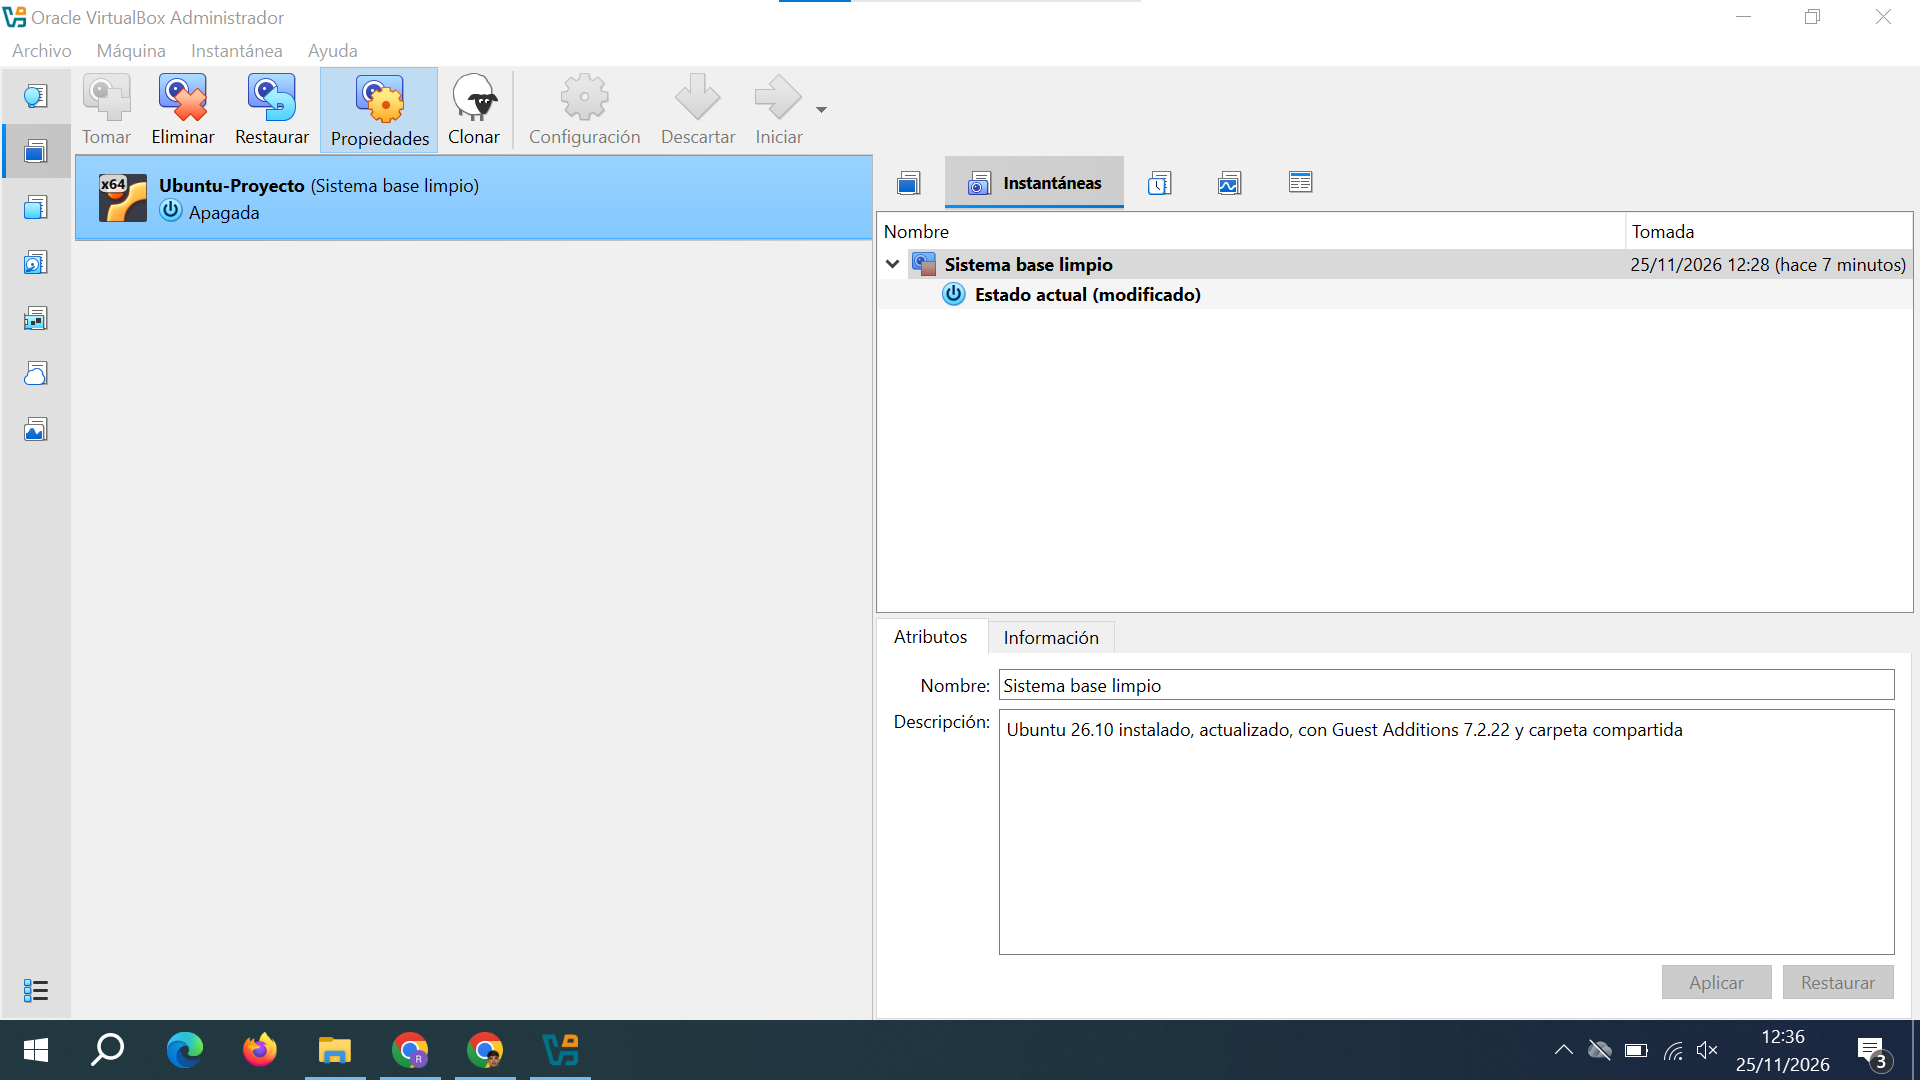 Oracle VirtualBox Administrador
Archivo Máquina Instantánea Ayuda
Tomar Eliminar Restaurar Propiedades Clonar Configuración Descartar Iniciar
x64
Ubuntu-Proyecto (Sistema base limpio)
Apagada
Instantáneas
Nombre Tomada
Sistema base limpio 25/11/2026 12:28 (hace 7 minutos)
Estado actual (modificado)
Atributos Información
Nombre: Sistema base limpio
Descripción: Ubuntu 26.10 instalado, actualizado, con Guest Additions 7.2.22 y carpeta compartida
Aplicar Restaurar
R
12:36
25/11/2026
3